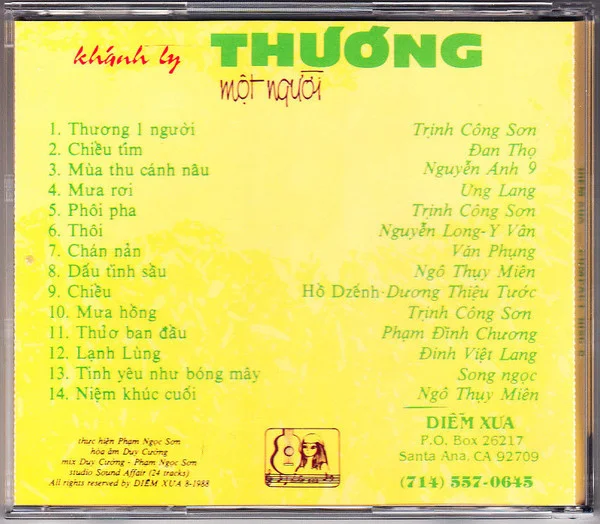 khánh ly THƯƠNG
một người
1. Thương 1 người Trịnh Công Sơn
2. Chiều tím Đan Thọ
3. Mùa thu cánh nâu Nguyễn Ánh 9
4. Mưa rơi Ưng Lang
5. Phôi pha Trịnh Công Sơn
6. Thôi Nguyễn Long-Y Vân
7. Chán nản Văn Phụng
8. Dấu tình sầu Ngô Thụy Miên
9. Chiều Hồ Dzếnh-Dương Thiệu Tước
10. Mưa hồng Trịnh Công Sơn
11. Thuở ban đầu Phạm Đình Chương
12. Lạnh Lùng Đinh Việt Lang
13. Tình yêu như bóng mây Song ngọc
14. Niệm khúc cuối Ngô Thụy Miên
thực hiện Phạm Ngọc Sơn
hòa âm Duy Cường
mix Duy Cường - Phạm Ngọc Sơn
studio Sound Affair (24 tracks)
All rights reserved by DIỄM XƯA 8-1988
DIỄM XƯA
P.O. Box 26217
Santa Ana, CA 92709
(714) 557-0645